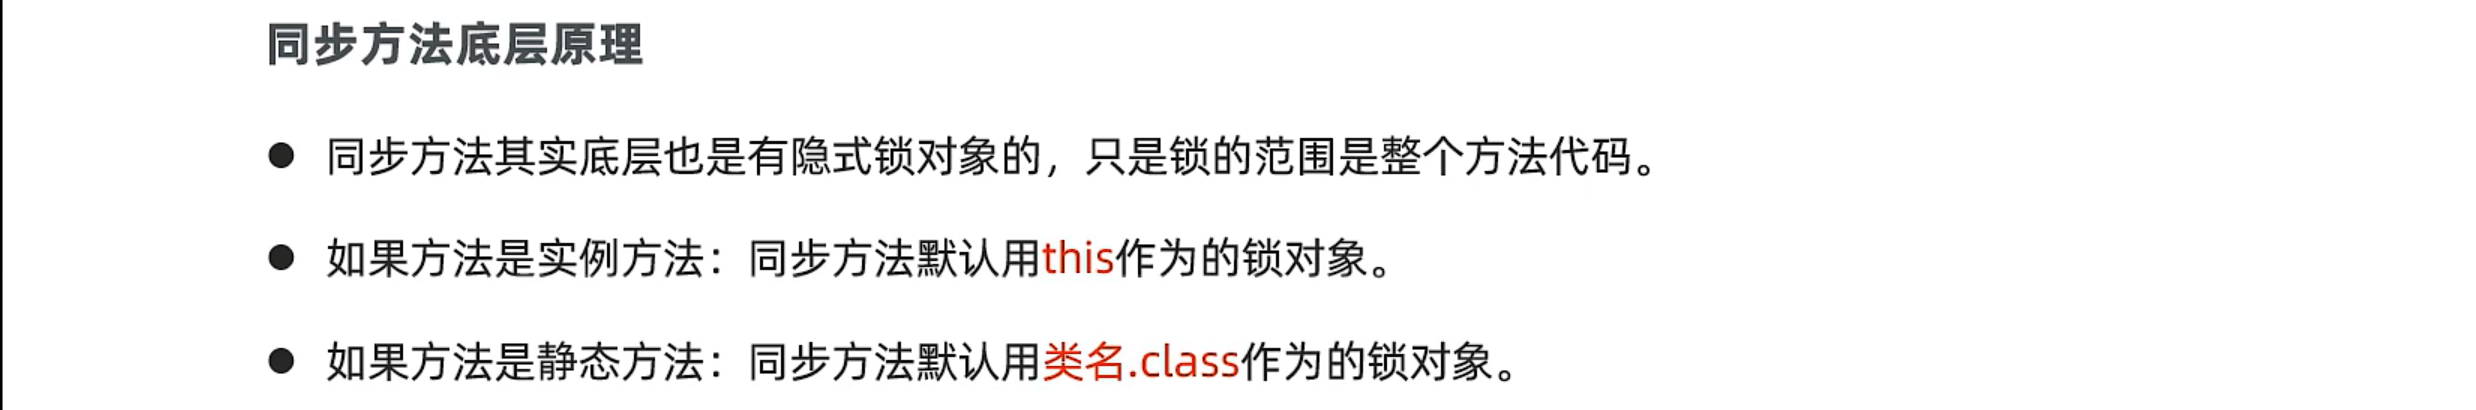 同步方法底层原理
● 同步方法其实底层也是有隐式锁对象的，只是锁的范围是整个方法代码。
● 如果方法是实例方法：同步方法默认用this作为的锁对象。
● 如果方法是静态方法：同步方法默认用类名.class作为的锁对象。